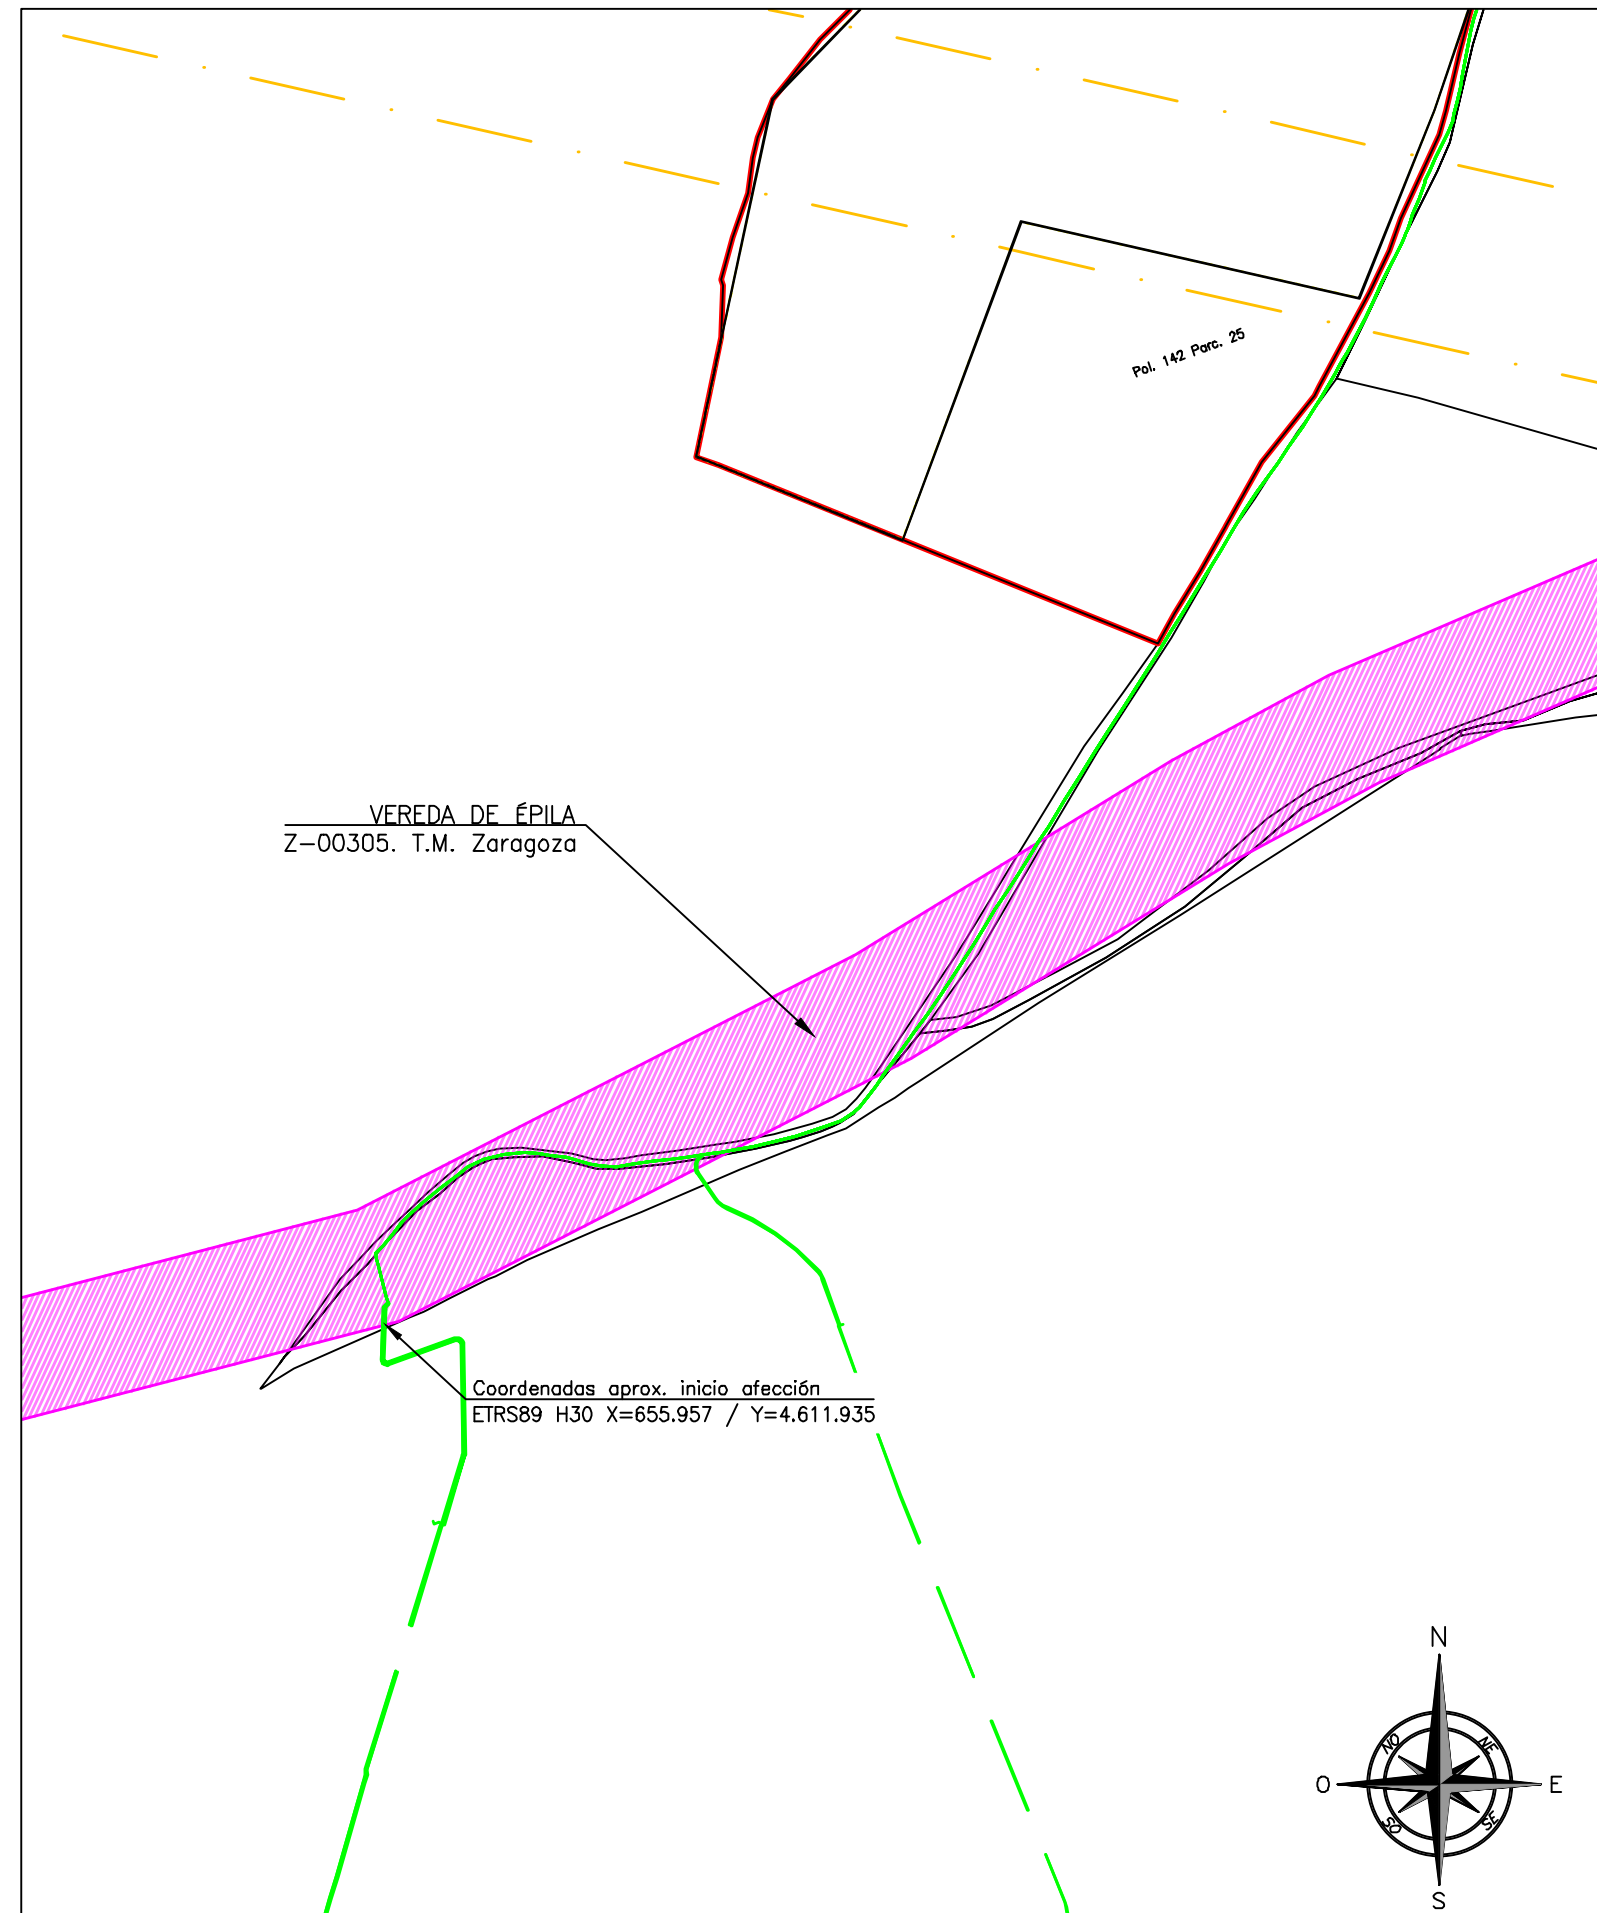 Pol. 142 Parc. 25
VEREDA DE ÉPILA
Z-00305. T.M. Zaragoza
Coordenadas aprox. inicio afección
ETRS89 H30 X=655.957 / Y=4.611.935
N
NO
NE
O
E
SO
SE
S